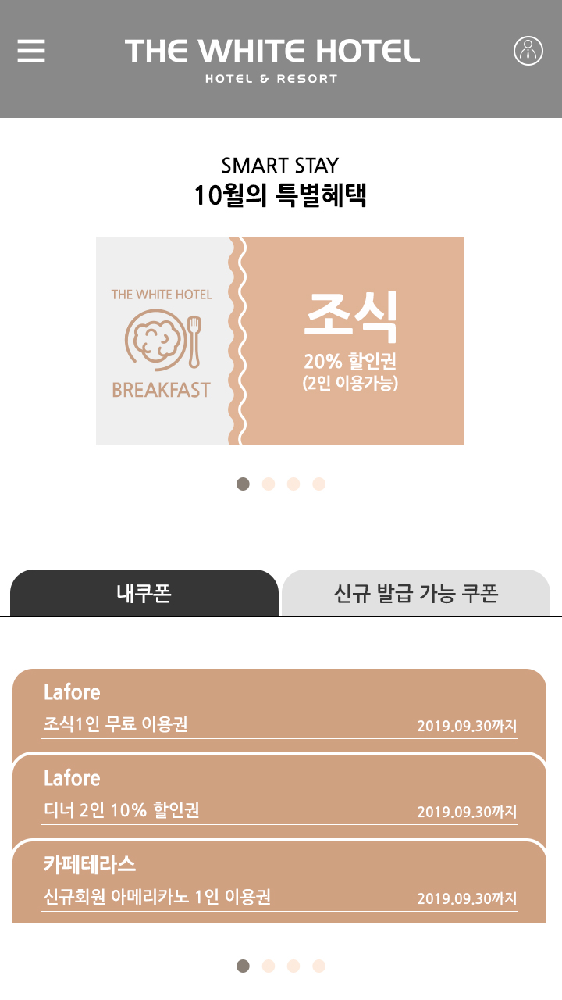 THE WHITE HOTEL
HOTEL & RESORT
SMART STAY
10월의 특별혜택
THE WHITE HOTEL
BREAKFAST
조식
20% 할인권
(2인 이용가능)
내쿠폰
신규 발급 가능 쿠폰
Lafore
조식1인 무료 이용권
2019.09.30까지
Lafore
디너 2인 10% 할인권
2019.09.30까지
카페테라스
신규회원 아메리카노 1인 이용권
2019.09.30까지